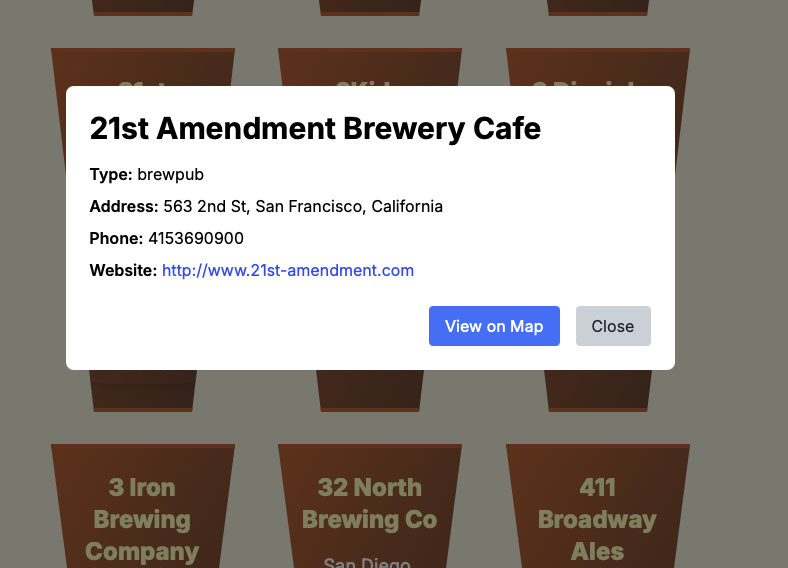 21st Amendment Brewery Cafe
Type: brewpub
Address: 563 2nd St, San Francisco, California
Phone: 4153690900
Website: http://www.21st-amendment.com
View on Map
Close
3 Iron
Brewing
Company
32 North
Brewing Co
San Diego
411
Broadway
Ales